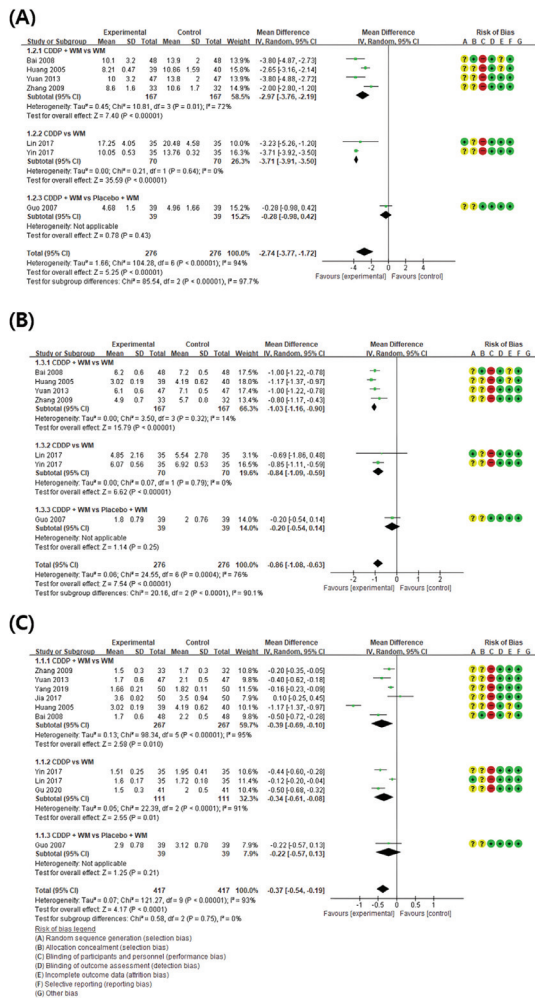 (A)
Experimental Control Mean Difference Mean Difference Risk of Bias
Study or Subgroup Mean SD Total Mean SD Total Weight IV, Random, 95% CI IV, Random, 95% CI A B C D E F G
1.2.1 CDDP + WM vs WM
Bai 2008 10.1 3.2 48 13.9 2 48 13.9% -3.80 [-4.87, -2.73]
Huang 2005 8.21 0.47 39 10.86 1.59 40 15.6% -2.65 [-3.16, -2.14]
Yuan 2013 10 3.2 47 13.8 2 47 13.9% -3.80 [-4.88, -2.72]
Zhang 2009 8.6 1.6 33 10.6 1.7 32 15.1% -2.00 [-2.80, -1.20]
Subtotal (95% CI) 167 167 58.5% -2.97 [-3.76, -2.19]
Heterogeneity: Tau² = 0.45; Chi² = 10.81, df = 3 (P = 0.01); I² = 72%
Test for overall effect: Z = 7.40 (P < 0.00001)
1.2.2 CDDP vs WM
Lin 2017 17.25 4.05 35 20.48 4.58 35 10.0% -3.23 [-5.26, -1.20]
Yin 2017 10.05 0.53 35 13.76 0.32 35 16.3% -3.71 [-3.92, -3.50]
Subtotal (95% CI) 70 70 26.3% -3.71 [-3.91, -3.50]
Heterogeneity: Tau² = 0.00; Chi² = 0.21, df = 1 (P = 0.64); I² = 0%
Test for overall effect: Z = 35.59 (P < 0.00001)
1.2.3 CDDP + WM vs Placebo + WM
Guo 2007 4.68 1.5 39 4.96 1.66 39 15.2% -0.28 [-0.98, 0.42]
Subtotal (95% CI) 39 39 15.2% -0.28 [-0.98, 0.42]
Heterogeneity: Not applicable
Test for overall effect: Z = 0.78 (P = 0.43)
Total (95% CI) 276 276 100.0% -2.74 [-3.77, -1.72]
Heterogeneity: Tau² = 1.66; Chi² = 104.28, df = 6 (P < 0.00001); I² = 94%
Test for overall effect: Z = 5.25 (P < 0.00001)
Test for subgroup differences: Chi² = 85.54, df = 2 (P < 0.00001), I² = 97.7%
-4 -2 0 2 4
Favours [experimental] Favours [control]
(B)
Experimental Control Mean Difference Mean Difference Risk of Bias
Study or Subgroup Mean SD Total Mean SD Total Weight IV, Random, 95% CI IV, Random, 95% CI A B C D E F G
1.3.1 CDDP + WM vs WM
Bai 2008 6.2 0.6 48 7.2 0.5 48 17.5% -1.00 [-1.22, -0.78]
Huang 2005 3.02 0.19 39 4.19 0.62 40 18.0% -1.17 [-1.37, -0.97]
Yuan 2013 6.1 0.6 47 7.1 0.5 47 17.4% -1.00 [-1.22, -0.78]
Zhang 2009 4.9 0.7 33 5.7 0.8 32 13.5% -0.80 [-1.17, -0.43]
Subtotal (95% CI) 167 167 66.3% -1.03 [-1.16, -0.90]
Heterogeneity: Tau² = 0.00; Chi² = 3.50, df = 3 (P = 0.32); I² = 14%
Test for overall effect: Z = 15.79 (P < 0.00001)
1.3.2 CDDP vs WM
Lin 2017 4.85 2.16 35 5.54 2.78 35 3.1% -0.69 [-1.86, 0.48]
Yin 2017 6.07 0.56 35 6.92 0.53 35 16.5% -0.85 [-1.11, -0.59]
Subtotal (95% CI) 70 70 19.6% -0.84 [-1.09, -0.59]
Heterogeneity: Tau² = 0.00; Chi² = 0.07, df = 1 (P = 0.79); I² = 0%
Test for overall effect: Z = 6.62 (P < 0.00001)
1.3.3 CDDP + WM vs Placebo + WM
Guo 2007 1.8 0.79 39 2 0.76 39 14.0% -0.20 [-0.54, 0.14]
Subtotal (95% CI) 39 39 14.0% -0.20 [-0.54, 0.14]
Heterogeneity: Not applicable
Test for overall effect: Z = 1.14 (P = 0.25)
Total (95% CI) 276 276 100.0% -0.86 [-1.08, -0.63]
Heterogeneity: Tau² = 0.06; Chi² = 24.55, df = 6 (P = 0.0004); I² = 76%
Test for overall effect: Z = 7.54 (P < 0.00001)
Test for subgroup differences: Chi² = 20.16, df = 2 (P < 0.0001), I² = 90.1%
-4 -2 0 2 4
Favours [experimental] Favours [control]
(C)
Experimental Control Mean Difference Mean Difference Risk of Bias
Study or Subgroup Mean SD Total Mean SD Total Weight IV, Random, 95% CI IV, Random, 95% CI A B C D E F G
1.1.1 CDDP + WM vs WM
Zhang 2009 1.5 0.3 33 1.7 0.3 32 10.8% -0.20 [-0.35, -0.05]
Yuan 2013 1.7 0.6 47 2.1 0.5 47 -0.40 [-0.62, -0.18]
Yang 2019 1.66 0.21 50 1.82 0.11 50 -0.16 [-0.23, -0.09]
Jia 2017 3.6 0.02 50 3.5 0.94 50 0.10 [-0.25, 0.45]
Huang 2005 3.02 0.19 39 4.19 0.62 40 -1.17 [-1.37, -0.97]
Bai 2008 1.7 0.6 48 2.2 0.5 48 -0.50 [-0.72, -0.28]
Subtotal (95% CI) 267 267 59.7% -0.39 [-0.69, -0.10]
Heterogeneity: Tau² = 0.13; Chi² = 98.34, df = 5 (P < 0.00001); I² = 95%
Test for overall effect: Z = 2.58 (P = 0.010)
1.1.2 CDDP vs WM
Yin 2017 1.51 0.25 35 1.95 0.41 35 -0.44 [-0.60, -0.28]
Lin 2017 1.6 0.17 35 1.72 0.18 35 -0.12 [-0.20, -0.04]
Gu 2020 1.5 0.3 41 2 0.5 41 -0.50 [-0.68, -0.32]
Subtotal (95% CI) 111 111 32.3% -0.34 [-0.61, -0.08]
Heterogeneity: Tau² = 0.05; Chi² = 22.39, df = 2 (P < 0.0001); I² = 91%
Test for overall effect: Z = 2.55 (P = 0.01)
1.1.3 CDDP + WM vs Placebo + WM
Guo 2007 2.9 0.78 39 3.12 0.78 39 7.9% -0.22 [-0.57, 0.13]
Subtotal (95% CI) 39 39 7.9% -0.22 [-0.57, 0.13]
Heterogeneity: Not applicable
Test for overall effect: Z = 1.25 (P = 0.21)
Total (95% CI) 417 417 100.0% -0.37 [-0.54, -0.19]
Heterogeneity: Tau² = 0.07; Chi² = 121.27, df = 9 (P < 0.00001); I² = 93%
Test for overall effect: Z = 4.17 (P < 0.0001)
Test for subgroup differences: Chi² = 0.58, df = 2 (P = 0.75), I² = 0%
-1 -0.5 0 0.5 1
Favours [experimental] Favours [control]
Risk of bias legend
(A) Random sequence generation (selection bias)
(B) Allocation concealment (selection bias)
(C) Blinding of participants and personnel (performance bias)
(D) Blinding of outcome assessment (detection bias)
(E) Incomplete outcome data (attrition bias)
(F) Selective reporting (reporting bias)
(G) Other bias